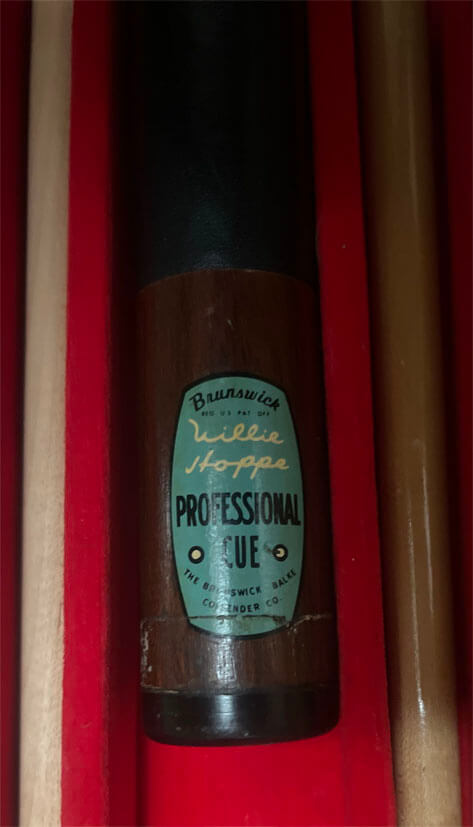 Brunswick
REG. U.S. PAT. OFF.
Willie
Hoppe
PROFESSIONAL
CUE
THE BRUNSWICK BALKE
COLLENDER CO.